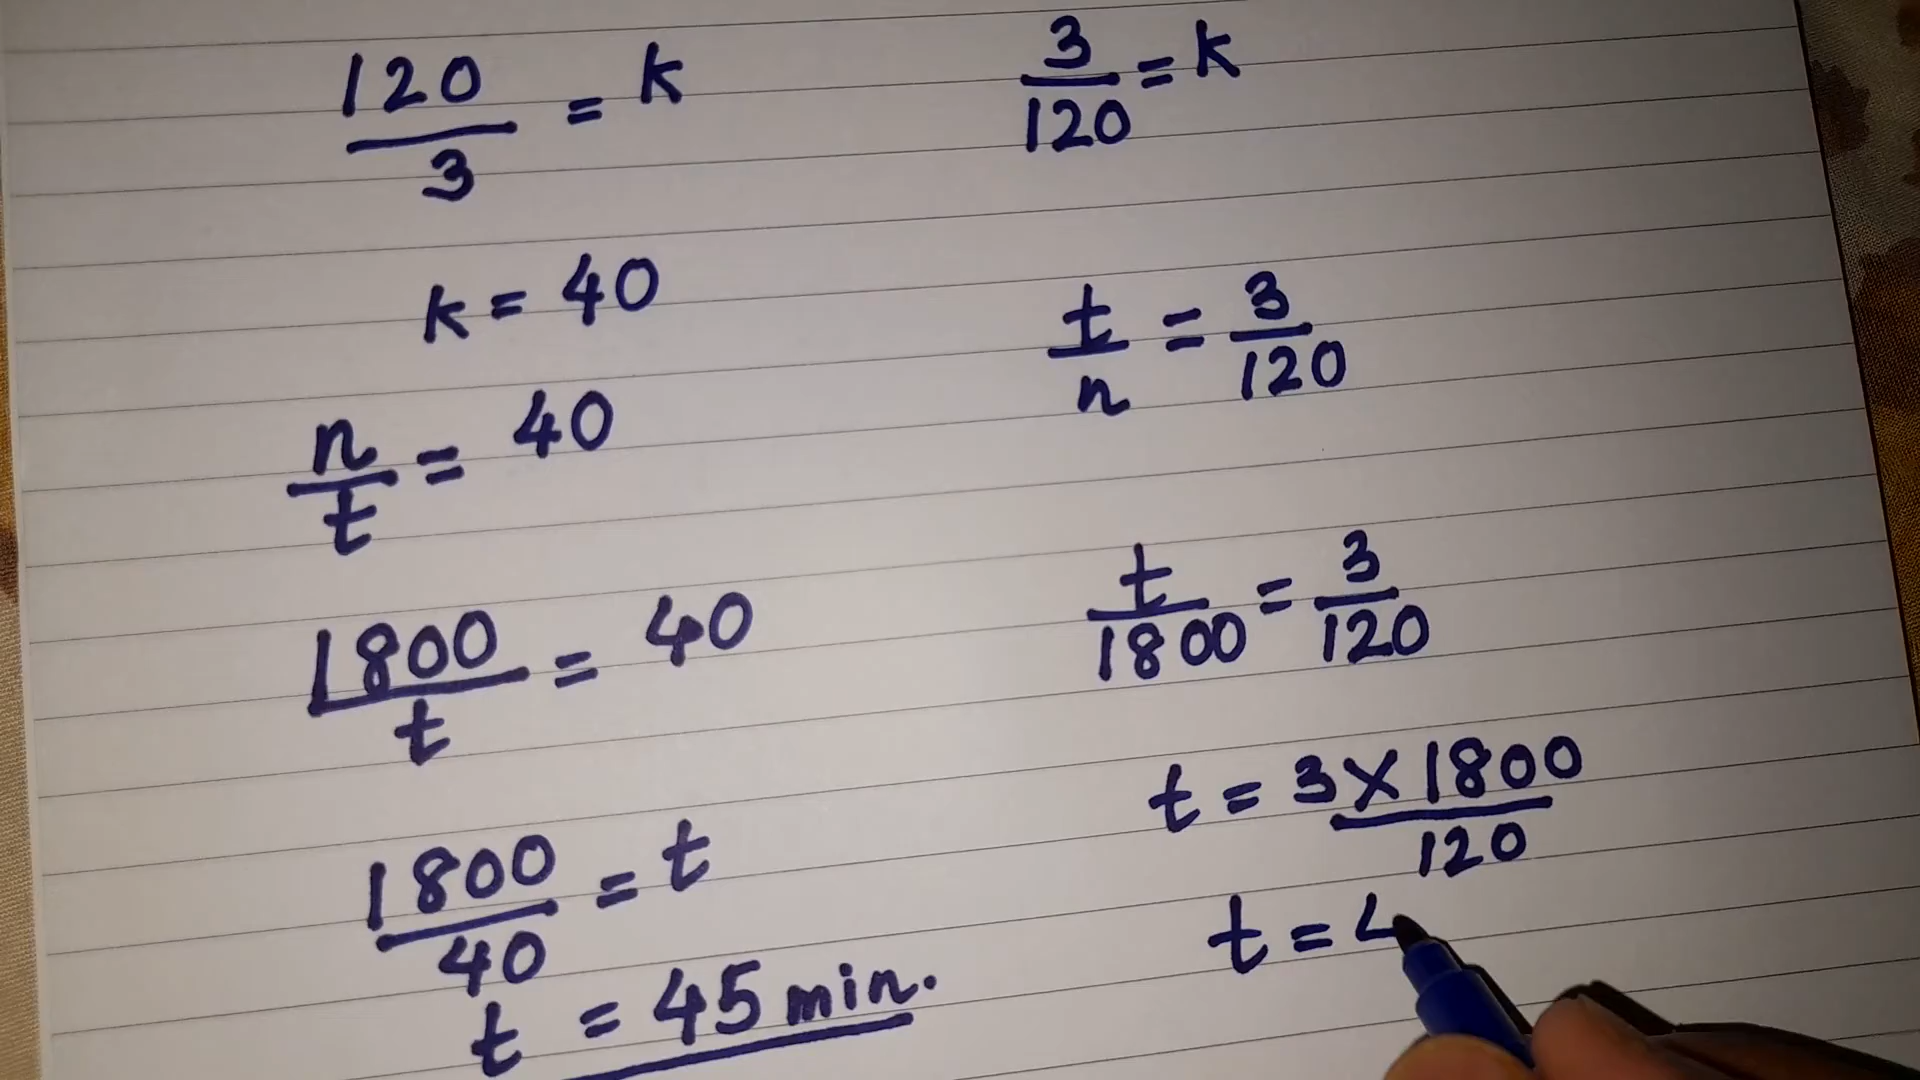 120/3 = k
k = 40
n/t = 40
1800/t = 40
1800/40 = t
t = 45 min.
3/120 = k
t/n = 3/120
t/1800 = 3/120
t = 3 × 1800/120
t = 4